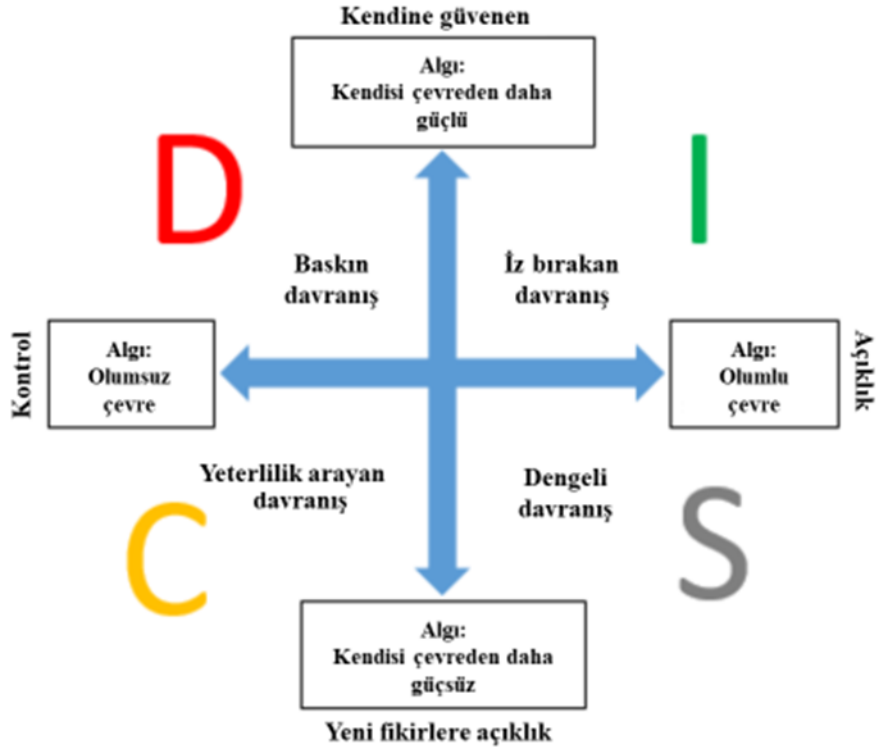 Kendine güvenen
Algı:
Kendisi çevreden daha
güçlü
D
I
Baskın
davranış
İz bırakan
davranış
Kontrol
Algı:
Olumsuz
çevre
Algı:
Olumlu
çevre
Açıklık
Yeterlilik arayan
davranış
Dengeli
davranış
C
S
Algı:
Kendisi çevreden daha
güçsüz
Yeni fikirlere açıklık